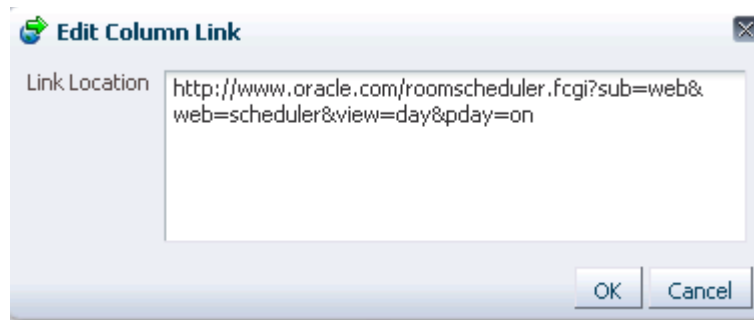 Edit Column Link
Link Location
http://www.oracle.com/roomscheduler.fcgi?sub=web&
web=scheduler&view=day&pday=on
OK
Cancel